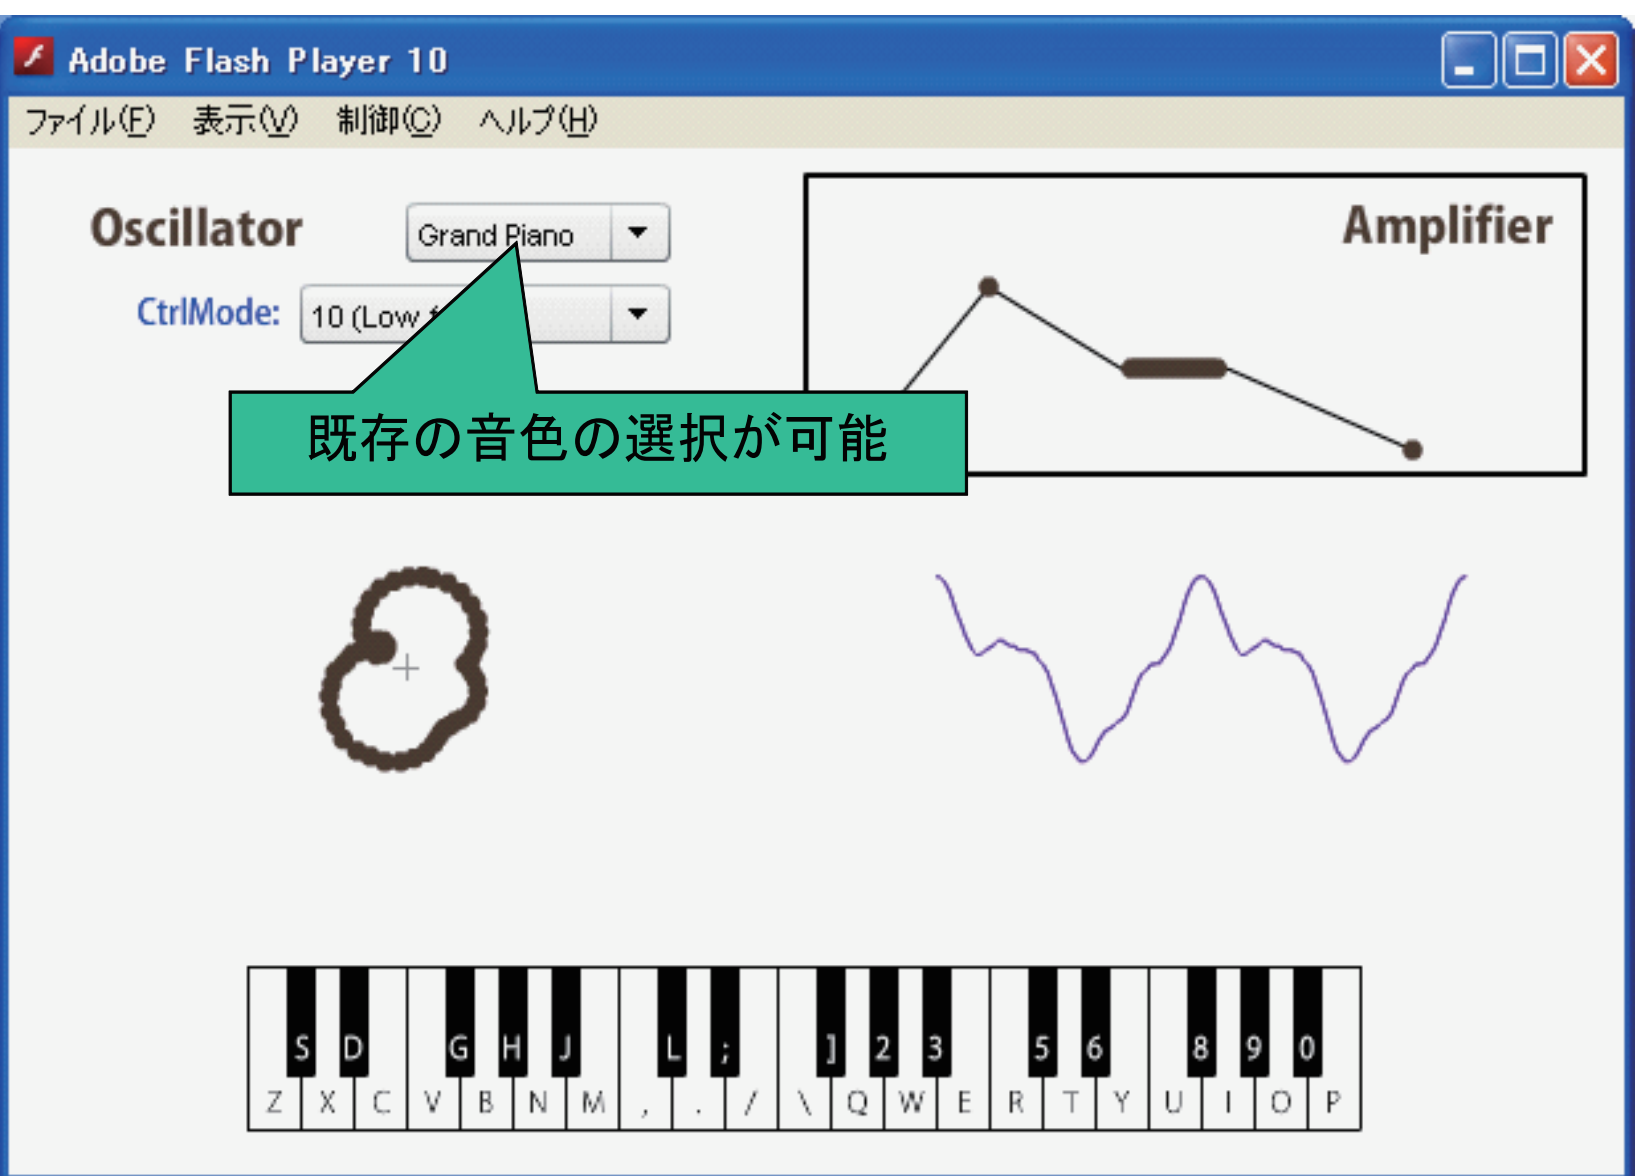 Adobe Flash Player 10
ファイル(F) 表示(V) 制御(C) ヘルプ(H)
Oscillator
Grand Piano
CtrlMode:
10 (Low
Amplifier
既存の音色の選択が可能
S D G H J L ; ] 2 3 5 6 8 9 0
Z X C V B N M , . / \ Q W E R T Y U I O P